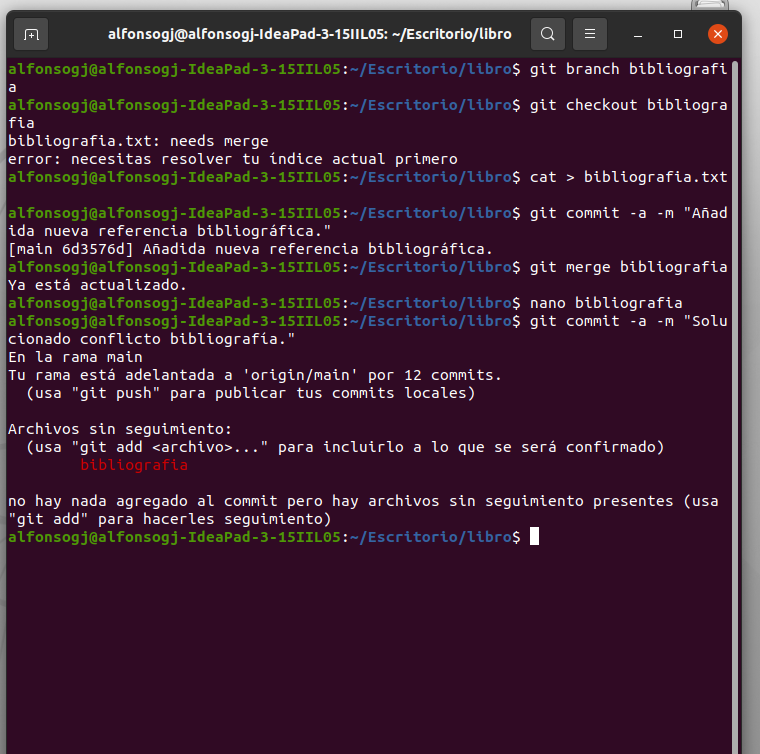 alfonsogj@alfonsogj-IdeaPad-3-15IIL05: ~/Escritorio/libro
alfonsogj@alfonsogj-IdeaPad-3-15IIL05:~/Escritorio/libro$ git branch bibliografi
a
alfonsogj@alfonsogj-IdeaPad-3-15IIL05:~/Escritorio/libro$ git checkout bibliogra
fia
bibliografia.txt: needs merge
error: necesitas resolver tu índice actual primero
alfonsogj@alfonsogj-IdeaPad-3-15IIL05:~/Escritorio/libro$ cat > bibliografia.txt
alfonsogj@alfonsogj-IdeaPad-3-15IIL05:~/Escritorio/libro$ git commit -a -m "Añad
ida nueva referencia bibliográfica."
[main 6d3576d] Añadida nueva referencia bibliográfica.
alfonsogj@alfonsogj-IdeaPad-3-15IIL05:~/Escritorio/libro$ git merge bibliografia
Ya está actualizado.
alfonsogj@alfonsogj-IdeaPad-3-15IIL05:~/Escritorio/libro$ nano bibliografia
alfonsogj@alfonsogj-IdeaPad-3-15IIL05:~/Escritorio/libro$ git commit -a -m "Solu
cionado conflicto bibliografía."
En la rama main
Tu rama está adelantada a 'origin/main' por 12 commits.
  (usa "git push" para publicar tus commits locales)
Archivos sin seguimiento:
  (usa "git add <archivo>..." para incluirlo a lo que se será confirmado)
        bibliografia
no hay nada agregado al commit pero hay archivos sin seguimiento presentes (usa
"git add" para hacerles seguimiento)
alfonsogj@alfonsogj-IdeaPad-3-15IIL05:~/Escritorio/libro$